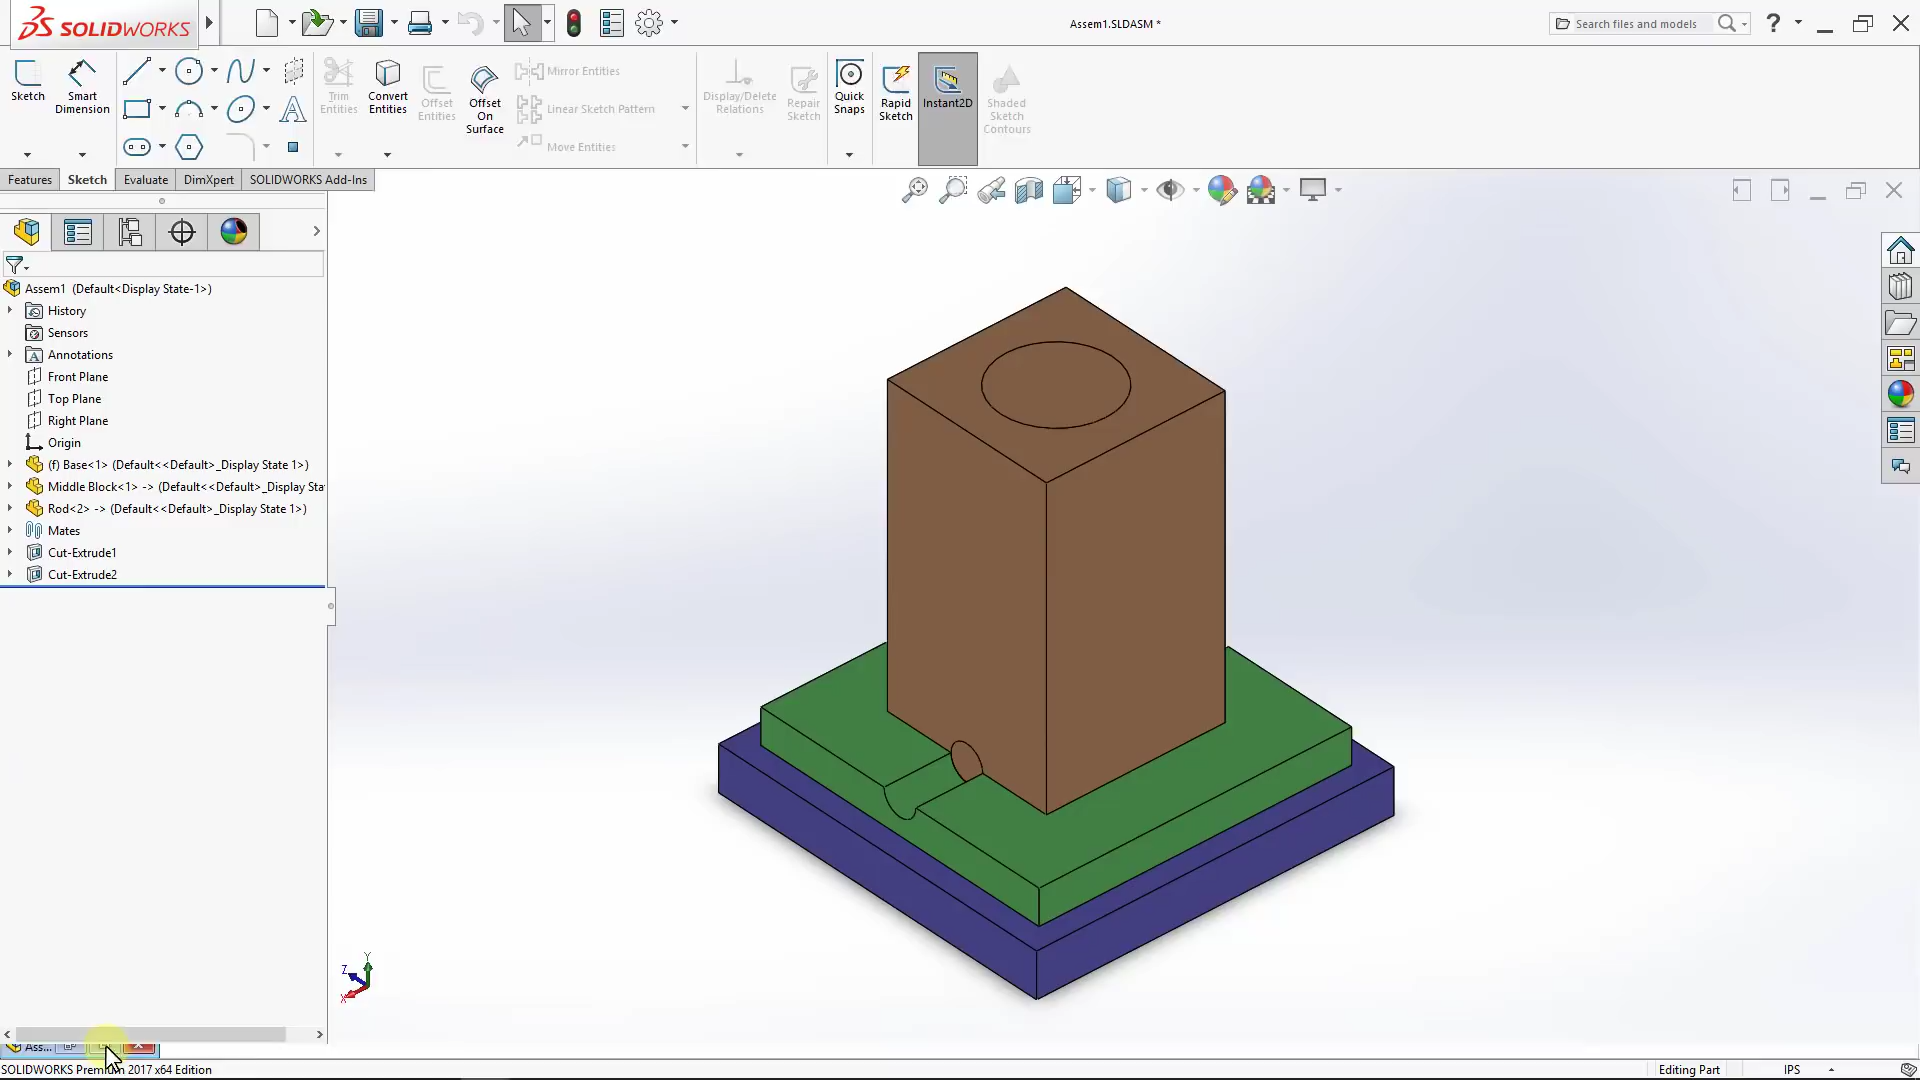 SOLIDWORKS
Assem1.SLDASM *
Search files and models
?
Sketch
Smart
Dimension
Trim
Entities
Convert
Entities
Offset
Entities
Offset
On
Surface
Mirror Entities
Linear Sketch Pattern
Move Entities
Display/Delete
Relations
Repair
Sketch
Quick
Snaps
Rapid
Sketch
Instant2D
Shaded
Sketch
Contours
Features
Sketch
Evaluate
DimXpert
SOLIDWORKS Add-Ins
Assem1 (Default<Display State-1>)
History
Sensors
Annotations
Front Plane
Top Plane
Right Plane
Origin
(f) Base<1> (Default<<Default>_Display State 1>)
Middle Block<1> -> (Default<<Default>_Display Sta
Rod<2> -> (Default<<Default>_Display State 1>)
Mates
Cut-Extrude1
Cut-Extrude2
Y
Z
X
Ass...
SOLIDWORKS Premium 2017 x64 Edition
Editing Part
IPS